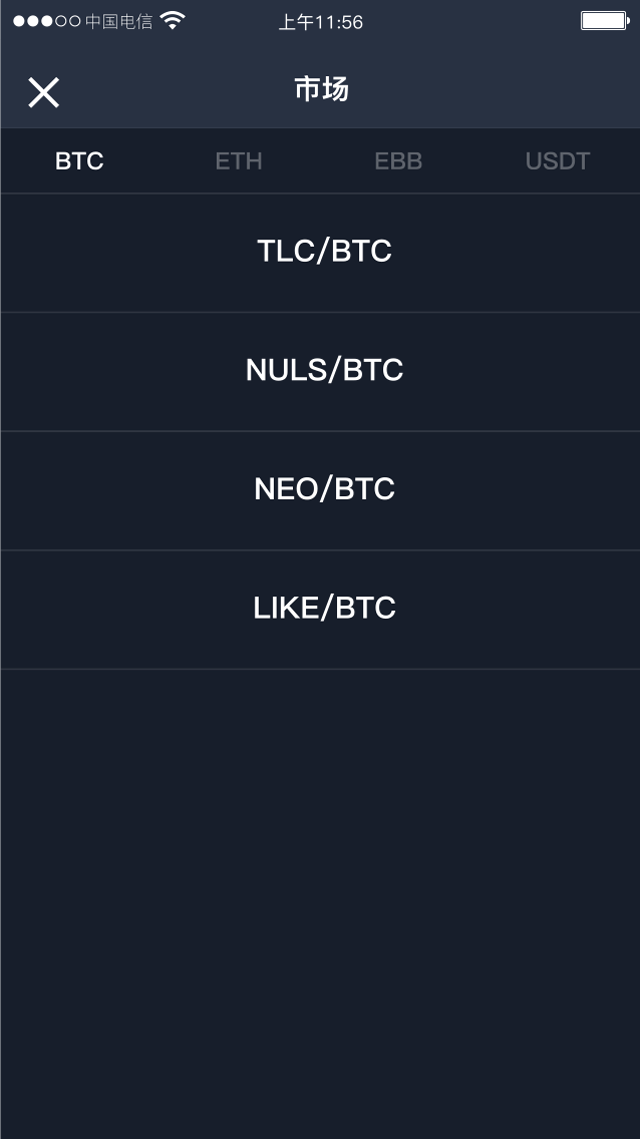 中国电信 上午11:56
市场
BTC ETH EBB USDT
TLC/BTC
NULS/BTC
NEO/BTC
LIKE/BTC